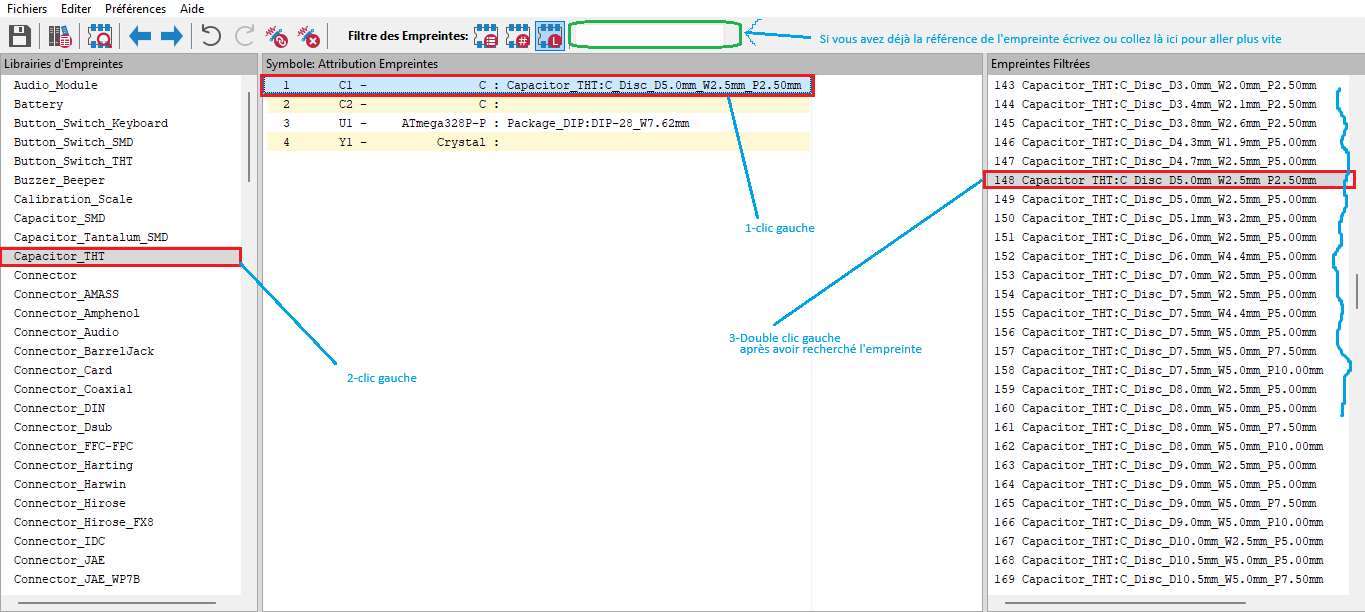 Fichiers Editer Préférences Aide
Filtre des Empreintes: # L Si vous avez déjà la référence de l'empreinte écrivez ou collez là ici pour aller plus vite
Librairies d'Empreintes
Audio_Module
Battery
Button_Switch_Keyboard
Button_Switch_SMD
Button_Switch_THT
Buzzer_Beeper
Calibration_Scale
Capacitor_SMD
Capacitor_Tantalum_SMD
Capacitor_THT
Connector
Connector_AMASS
Connector_Amphenol
Connector_Audio
Connector_BarrelJack
Connector_Card
Connector_Coaxial
Connector_DIN
Connector_Dsub
Connector_FFC-FPC
Connector_Harting
Connector_Harwin
Connector_Hirose
Connector_Hirose_FX8
Connector_IDC
Connector_JAE
Connector_JAE_WP7B
Symbole: Attribution Empreintes
1 C1 - C : Capacitor_THT:C_Disc_D5.0mm_W2.5mm_P2.50mm
2 C2 - C :
3 U1 - ATmega328P-P : Package_DIP:DIP-28_W7.62mm
4 Y1 - Crystal :
1-clic gauche
2-clic gauche
3-Double clic gauche
après avoir recherché l'empreinte
Empreintes Filtrées
143 Capacitor_THT:C_Disc_D3.0mm_W2.0mm_P2.50mm
144 Capacitor_THT:C_Disc_D3.4mm_W2.1mm_P2.50mm
145 Capacitor_THT:C_Disc_D3.8mm_W2.6mm_P2.50mm
146 Capacitor_THT:C_Disc_D4.3mm_W1.9mm_P5.00mm
147 Capacitor_THT:C_Disc_D4.7mm_W2.5mm_P5.00mm
148 Capacitor_THT:C_Disc_D5.0mm_W2.5mm_P2.50mm
149 Capacitor_THT:C_Disc_D5.0mm_W2.5mm_P5.00mm
150 Capacitor_THT:C_Disc_D5.1mm_W3.2mm_P5.00mm
151 Capacitor_THT:C_Disc_D6.0mm_W2.5mm_P5.00mm
152 Capacitor_THT:C_Disc_D6.0mm_W4.4mm_P5.00mm
153 Capacitor_THT:C_Disc_D7.0mm_W2.5mm_P5.00mm
154 Capacitor_THT:C_Disc_D7.5mm_W2.5mm_P5.00mm
155 Capacitor_THT:C_Disc_D7.5mm_W4.4mm_P5.00mm
156 Capacitor_THT:C_Disc_D7.5mm_W5.0mm_P5.00mm
157 Capacitor_THT:C_Disc_D7.5mm_W5.0mm_P7.50mm
158 Capacitor_THT:C_Disc_D7.5mm_W5.0mm_P10.00mm
159 Capacitor_THT:C_Disc_D8.0mm_W2.5mm_P5.00mm
160 Capacitor_THT:C_Disc_D8.0mm_W5.0mm_P5.00mm
161 Capacitor_THT:C_Disc_D8.0mm_W5.0mm_P7.50mm
162 Capacitor_THT:C_Disc_D8.0mm_W5.0mm_P10.00mm
163 Capacitor_THT:C_Disc_D9.0mm_W2.5mm_P5.00mm
164 Capacitor_THT:C_Disc_D9.0mm_W5.0mm_P5.00mm
165 Capacitor_THT:C_Disc_D9.0mm_W5.0mm_P7.50mm
166 Capacitor_THT:C_Disc_D9.0mm_W5.0mm_P10.00mm
167 Capacitor_THT:C_Disc_D10.0mm_W2.5mm_P5.00mm
168 Capacitor_THT:C_Disc_D10.5mm_W5.0mm_P5.00mm
169 Capacitor_THT:C_Disc_D10.5mm_W5.0mm_P7.50mm